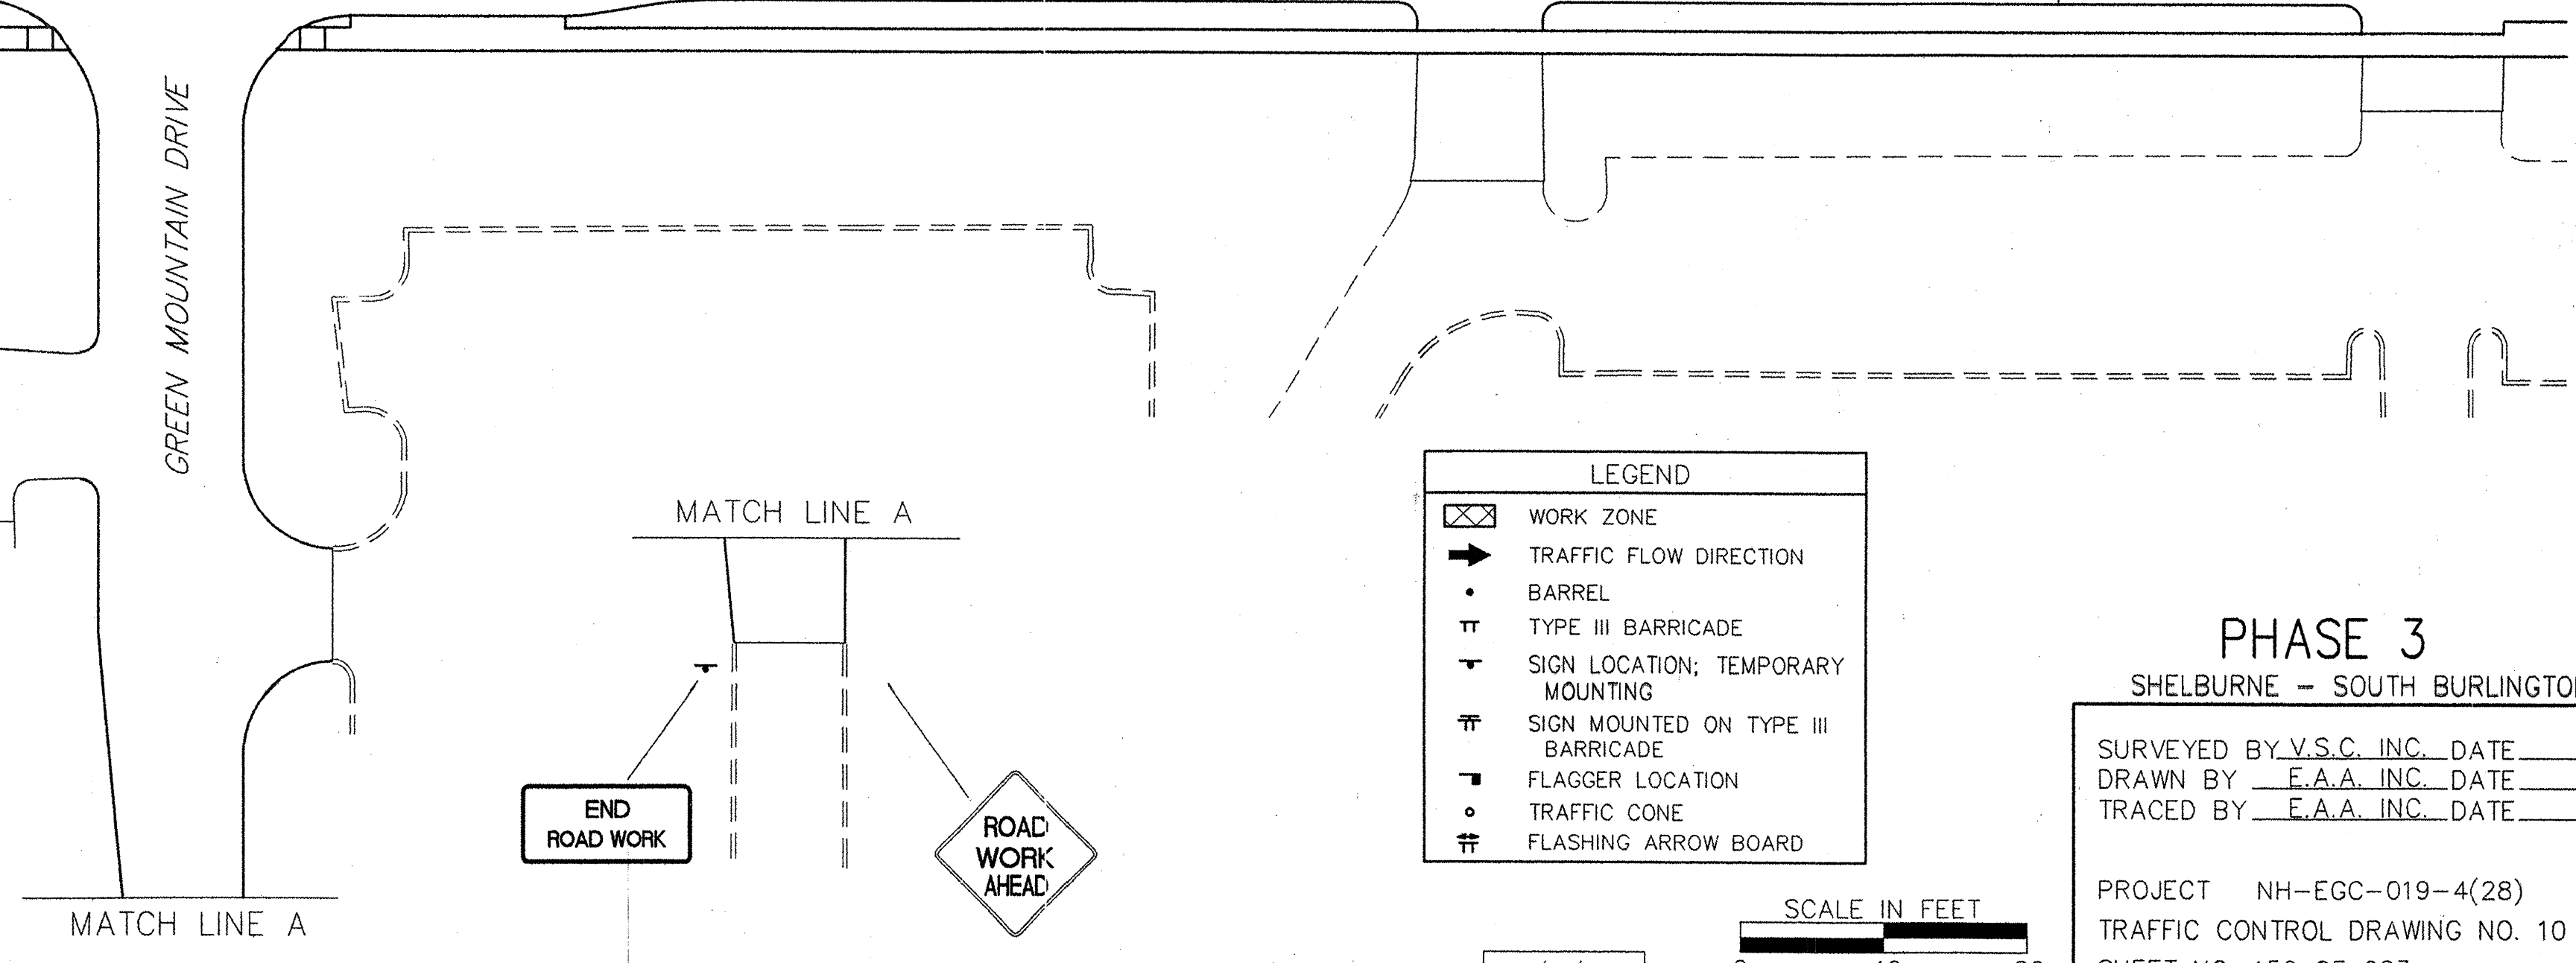 GREEN MOUNTAIN DRIVE
MATCH LINE A
END
ROAD WORK
ROAD
WORK
AHEAD
MATCH LINE A
LEGEND
WORK ZONE
TRAFFIC FLOW DIRECTION
BARREL
TYPE III BARRICADE
SIGN LOCATION; TEMPORARY
MOUNTING
SIGN MOUNTED ON TYPE III
BARRICADE
FLAGGER LOCATION
TRAFFIC CONE
FLASHING ARROW BOARD
SCALE IN FEET
PHASE 3
SHELBURNE – SOUTH BURLINGTO
SURVEYED BY V.S.C. INC. DATE
DRAWN BY E.A.A. INC. DATE
TRACED BY E.A.A. INC. DATE
PROJECT NH-EGC-019-4(28)
TRAFFIC CONTROL DRAWING NO. 10